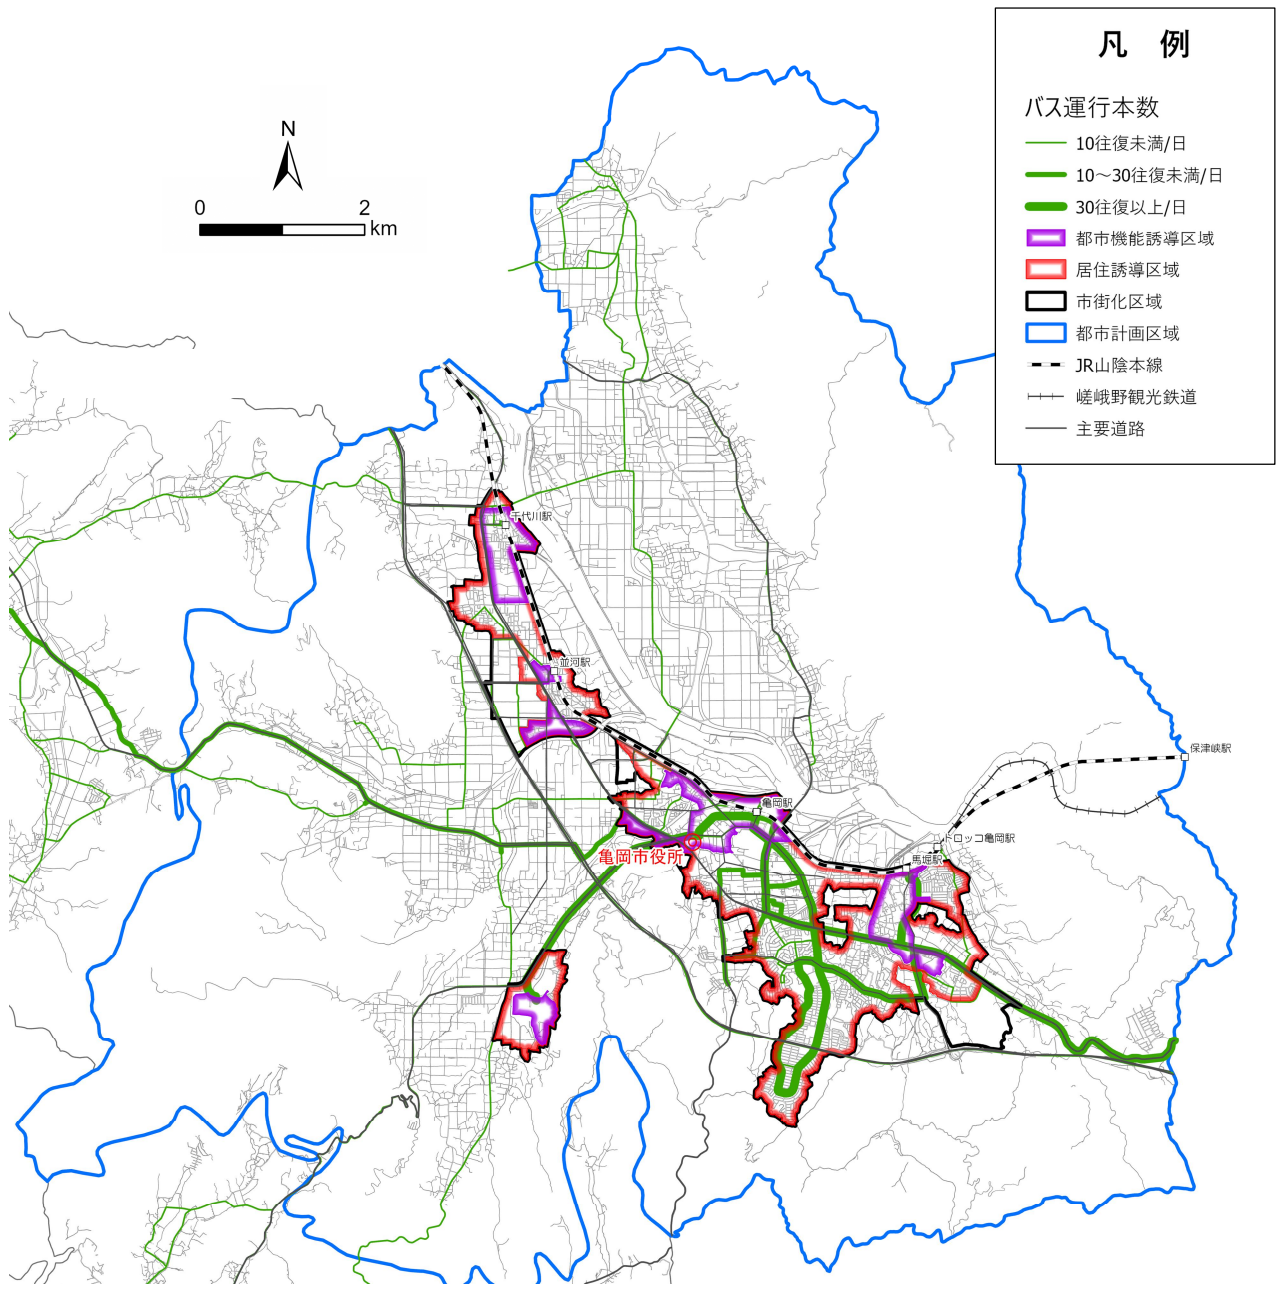 凡 例
バス運行本数
10往復未満/日
10～30往復未満/日
30往復以上/日
都市機能誘導区域
居住誘導区域
市街化区域
都市計画区域
JR山陰本線
嵯峨野観光鉄道
主要道路
N
0 2
km
千代川駅
並河駅
保津峡駅
亀岡駅
トロッコ亀岡駅
亀岡市役所
馬堀駅